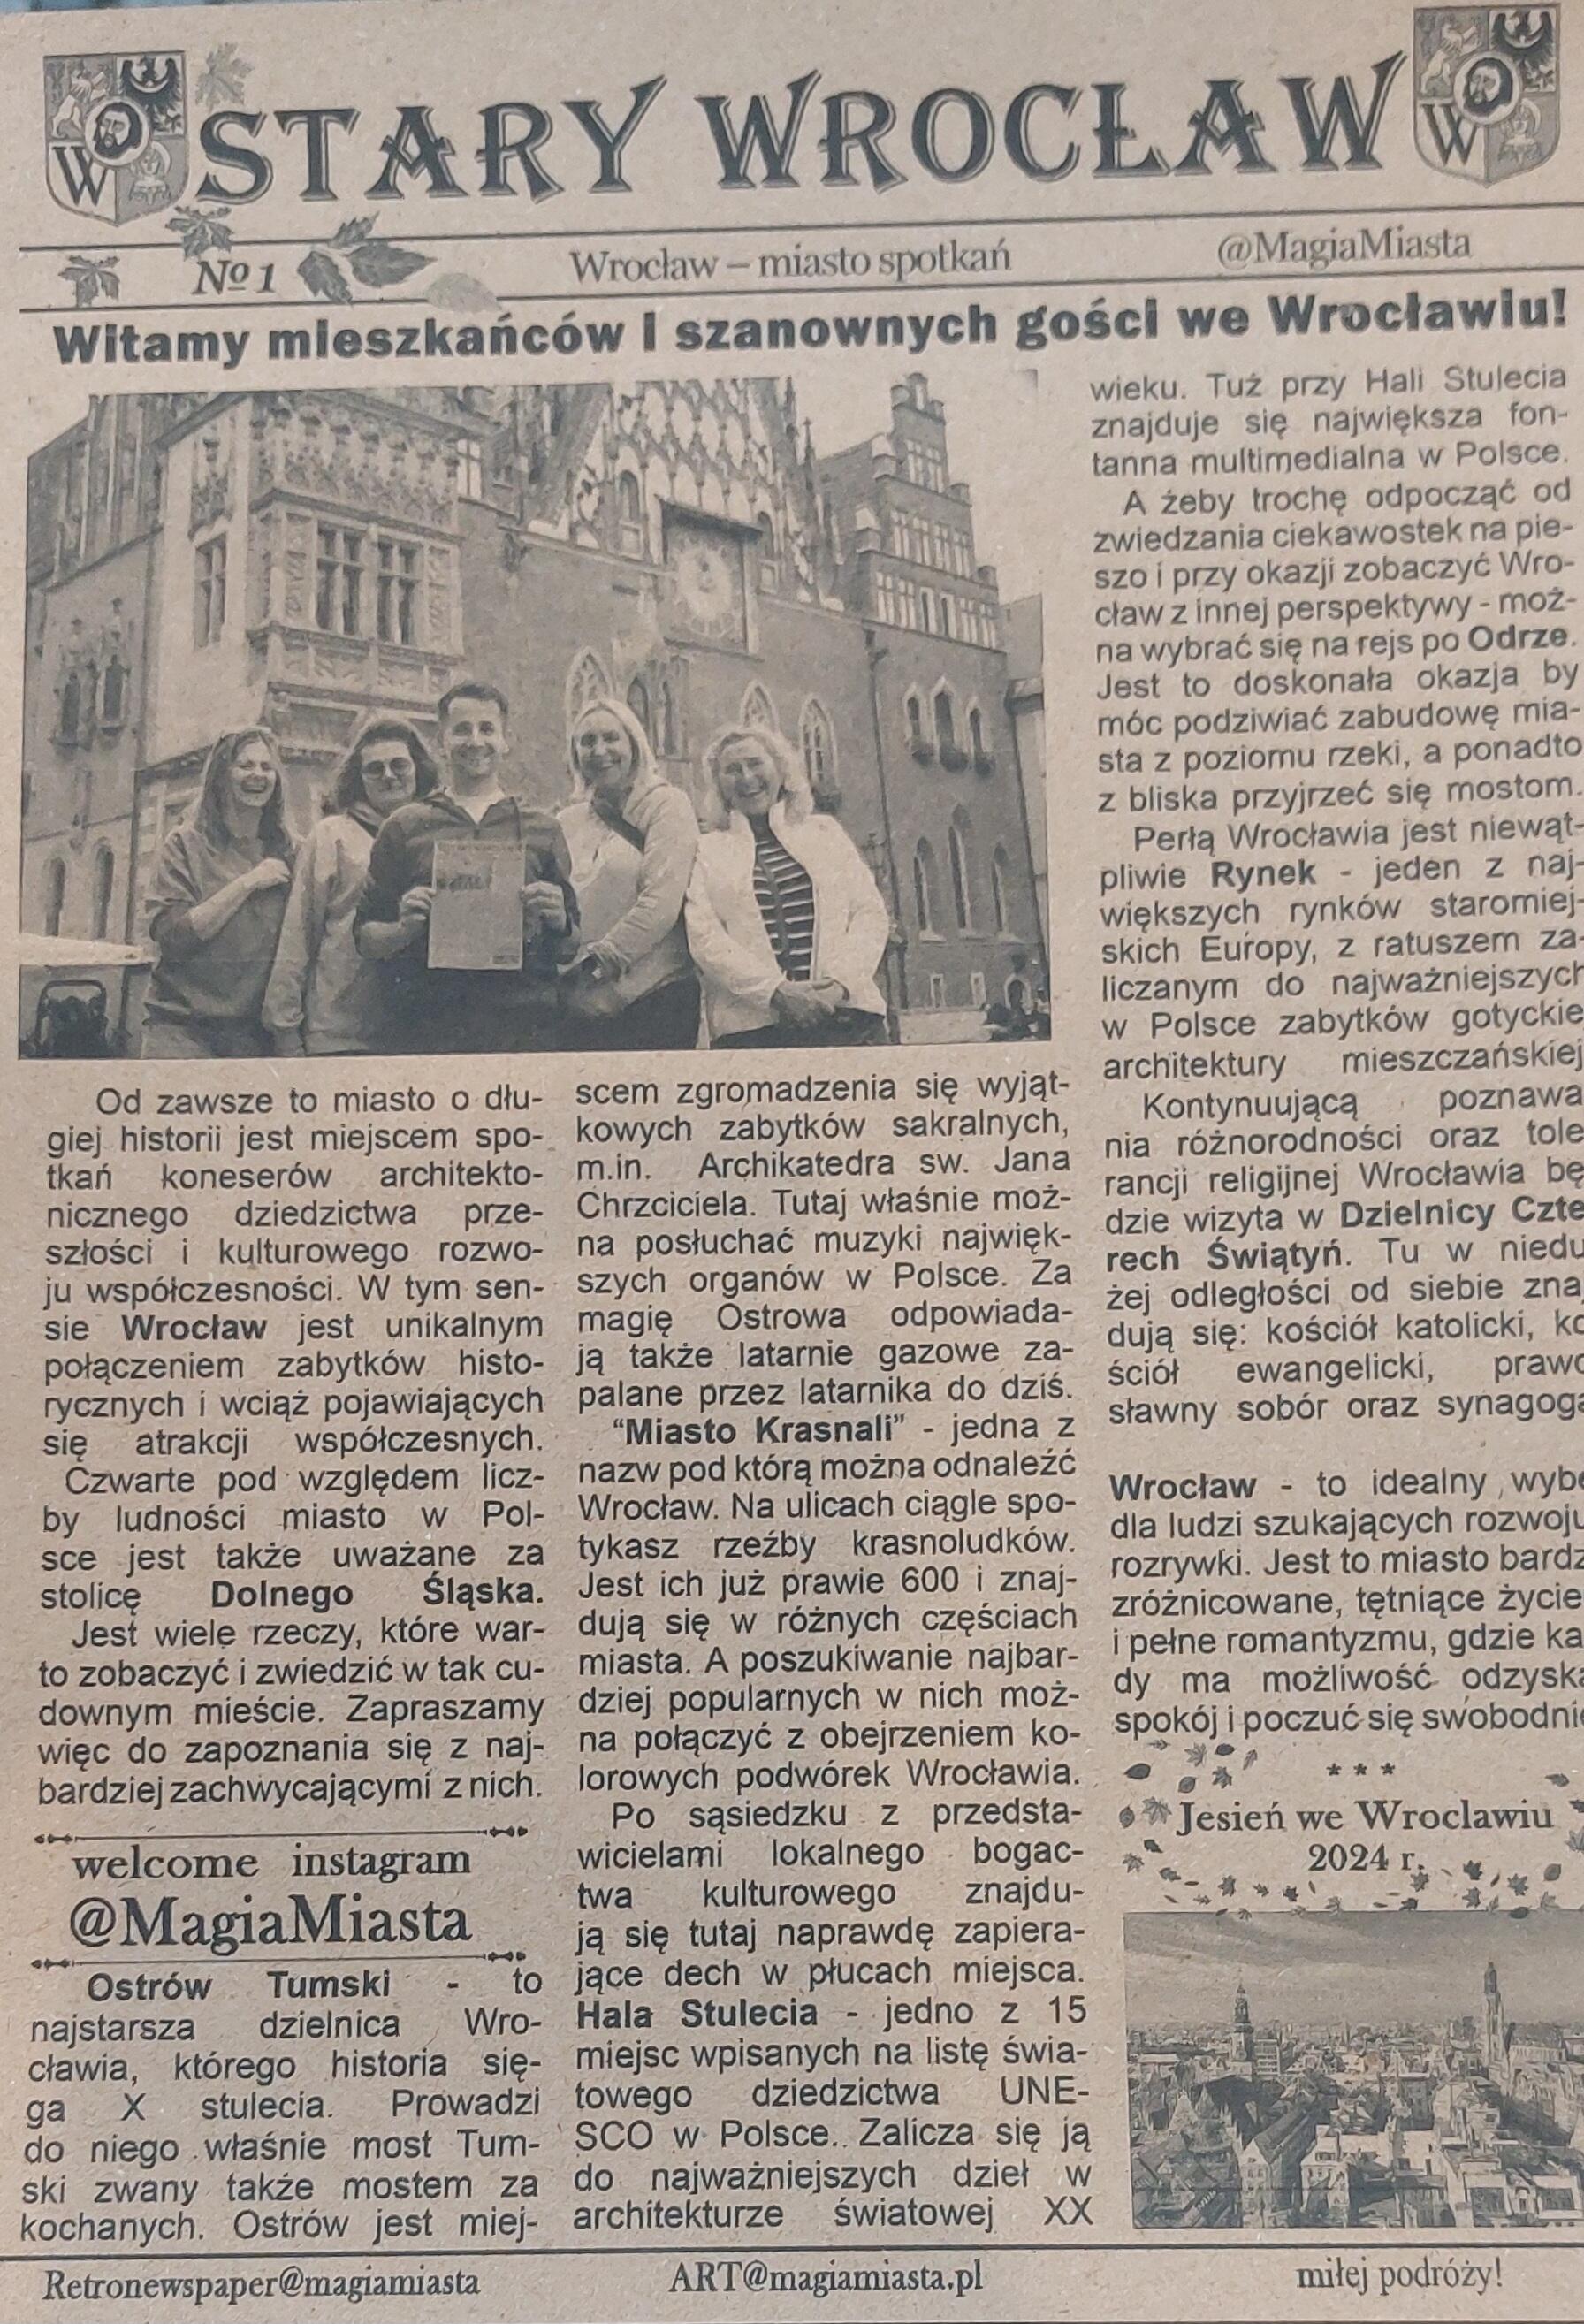 STARY WROCŁAW
№1
Wrocław – miasto spotkań
@MagiaMiasta
Witamy mieszkańców i szanownych gości we Wrocławiu!
Od zawsze to miasto o dłu-
giej historii jest miejscem spo-
tkań koneserów architekto-
nicznego dziedzictwa prze-
szłości i kulturowego rozwo-
ju współczesności. W tym sen-
sie Wrocław jest unikalnym
połączeniem zabytków histo-
rycznych i wciąż pojawiających
się atrakcji współczesnych.
Czwarte pod względem licz-
by ludności miasto w Pol-
sce jest także uważane za
stolicę Dolnego Śląska.
Jest wiele rzeczy, które war-
to zobaczyć i zwiedzić w tak cu-
downym mieście. Zapraszamy
więc do zapoznania się z naj-
bardziej zachwycającymi z nich.
welcome instagram
@MagiaMiasta
Ostrów Tumski - to
najstarsza dzielnica Wro-
cławia, którego historia się-
ga X stulecia. Prowadzi
do niego właśnie most Tum-
ski zwany także mostem za
kochanych. Ostrów jest miej-
scem zgromadzenia się wyjąt-
kowych zabytków sakralnych,
m.in. Archikatedra sw. Jana
Chrzciciela. Tutaj właśnie moż-
na posłuchać muzyki najwięk-
szych organów w Polsce. Za
magię Ostrowa odpowiada-
ją także latarnie gazowe za-
palane przez latarnika do dziś.
“Miasto Krasnali” - jedna z
nazw pod którą można odnaleźć
Wrocław. Na ulicach ciągle spo-
tykasz rzeźby krasnoludków.
Jest ich już prawie 600 i znaj-
dują się w różnych częściach
miasta. A poszukiwanie najbar-
dziej popularnych w nich moż-
na połączyć z obejrzeniem ko-
lorowych podwórek Wrocławia.
Po sąsiedzku z przedsta-
wicielami lokalnego bogac-
twa kulturowego znajdu-
ją się tutaj naprawdę zapiera-
jące dech w płucach miejsca.
Hala Stulecia - jedno z 15
miejsc wpisanych na listę świa-
towego dziedzictwa UNE-
SCO w Polsce. Zalicza się ją
do najważniejszych dzieł w
architekturze światowej XX
wieku. Tuż przy Hali Stulecia
znajduje się największa fon-
tanna multimedialna w Polsce.
A żeby trochę odpocząć od
zwiedzania ciekawostek na pie-
szo i przy okazji zobaczyć Wro-
cław z innej perspektywy - moż-
na wybrać się na rejs po Odrze.
Jest to doskonała okazja by
móc podziwiać zabudowę mia-
sta z poziomu rzeki, a ponadto
z bliska przyjrzeć się mostom.
Perłą Wrocławia jest niewąt-
pliwie Rynek - jeden z naj-
większych rynków staromiej-
skich Europy, z ratuszem za-
liczanym do najważniejszych
w Polsce zabytków gotyckie
architektury mieszczańskiej
Kontynuującą poznawa
nia różnorodności oraz tole
rancji religijnej Wrocławia bę
dzie wizyta w Dzielnicy Czte
rech Świątyń. Tu w niedu
żej odległości od siebie znaj
dują się: kościół katolicki, ko
ściół ewangelicki, prawo
sławny sobór oraz synagoga
Wrocław - to idealny wybó
dla ludzi szukających rozwoju
rozrywki. Jest to miasto bardz
zróżnicowane, tętniące życie
i pełne romantyzmu, gdzie ka
dy ma możliwość odzyska
spokój i poczuć się swobodnie
***
Jesień we Wroclawiu
2024 r.
Retronewspaper@magiamiasta
ART@magiamiasta.pl
miłej podróży!